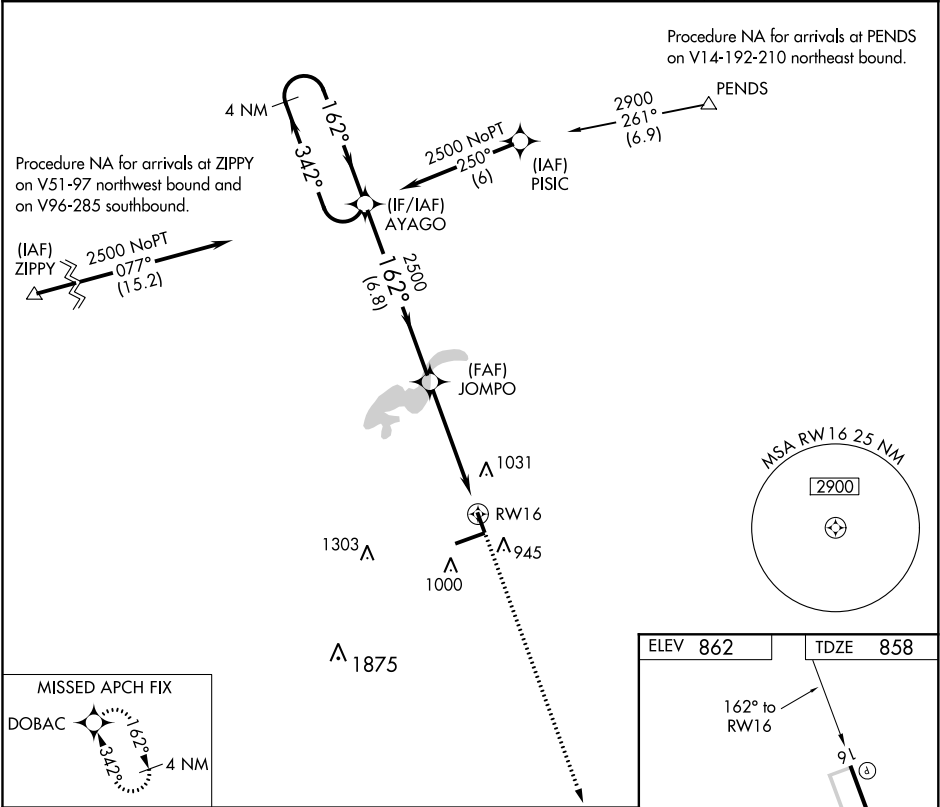 Procedure NA for arrivals at PENDS
on V14-192-210 northeast bound.
PENDS
2900
261°
(6.9)
4 NM
162°
342°
2500 NoPT
250°
(6)
(IAF)
PISIC
(IF/IAF)
AYAGO
Procedure NA for arrivals at ZIPPY
on V51-97 northwest bound and
on V96-285 southbound.
(IAF)
ZIPPY
2500 NoPT
077°
(15.2)
2500
162°
(6.8)
(FAF)
JOMPO
1031
RW16
1303
945
1000
1875
MSA RW16 25 NM
2900
MISSED APCH FIX
DOBAC
162°
342°
4 NM
ELEV 862
TDZE 858
162° to
RW16
16
P